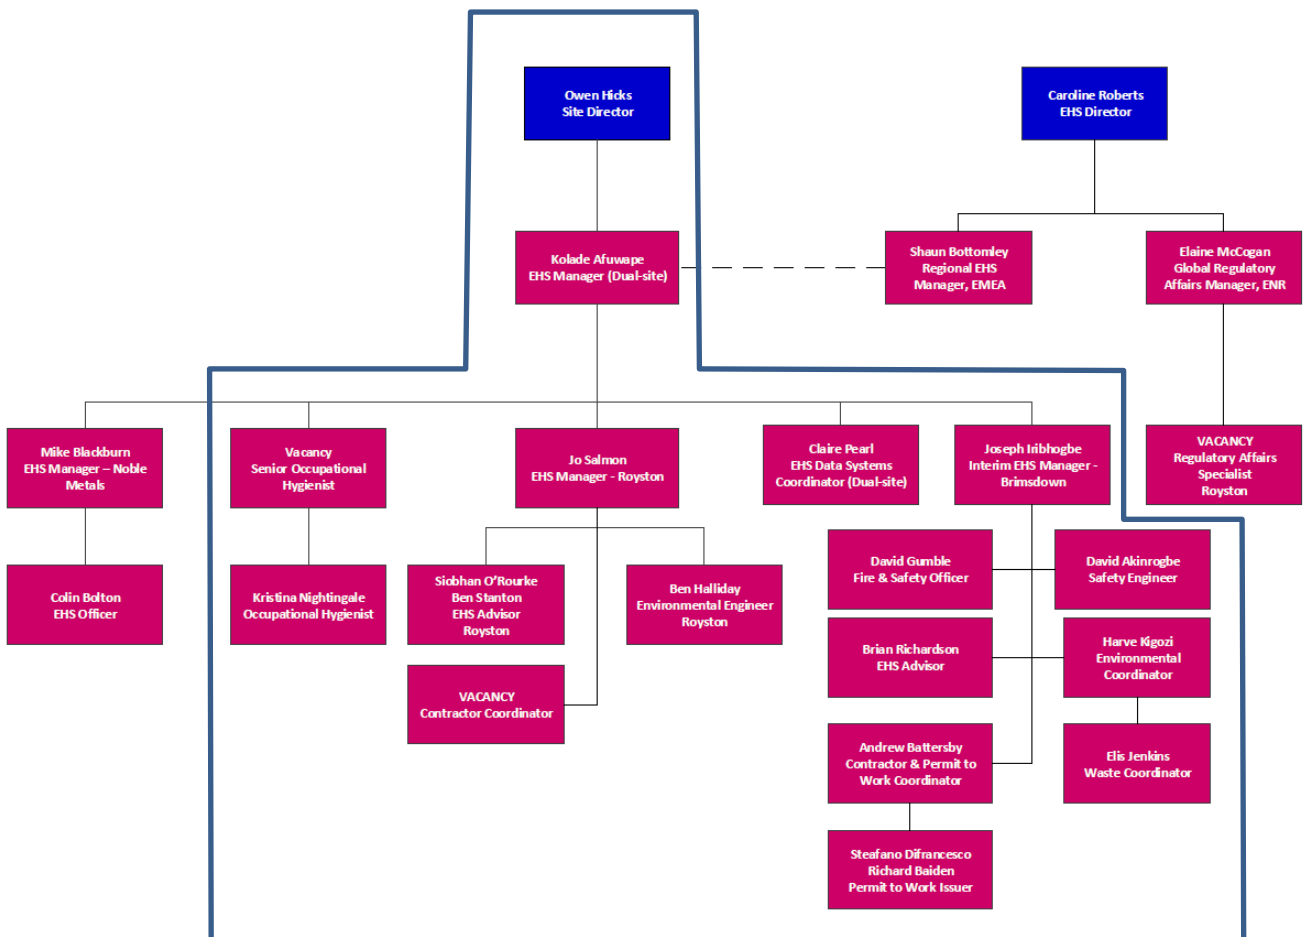 Owen Hicks
Site Director
Caroline Roberts
EHS Director
Kolade Afuwape
EHS Manager (Dual-site)
Shaun Bottomley
Regional EHS
Manager, EMEA
Elaine McCogan
Global Regulatory
Affairs Manager, ENR
Mike Blackburn
EHS Manager – Noble
Metals
Vacancy
Senior Occupational
Hygienist
Jo Salmon
EHS Manager - Royston
Claire Pearl
EHS Data Systems
Coordinator (Dual-site)
Joseph Iribhogbe
Interim EHS Manager -
Brimsdown
VACANCY
Regulatory Affairs
Specialist
Royston
Colin Bolton
EHS Officer
Kristina Nightingale
Occupational Hygienist
Siobhan O’Rourke
Ben Stanton
EHS Advisor
Royston
Ben Halliday
Environmental Engineer
Royston
David Gumble
Fire & Safety Officer
David Akinrogbe
Safety Engineer
VACANCY
Contractor Coordinator
Brian Richardson
EHS Advisor
Harve Kigozi
Environmental
Coordinator
Andrew Battersby
Contractor & Permit to
Work Coordinator
Elis Jenkins
Waste Coordinator
Steafano Difrancesco
Richard Baiden
Permit to Work Issuer